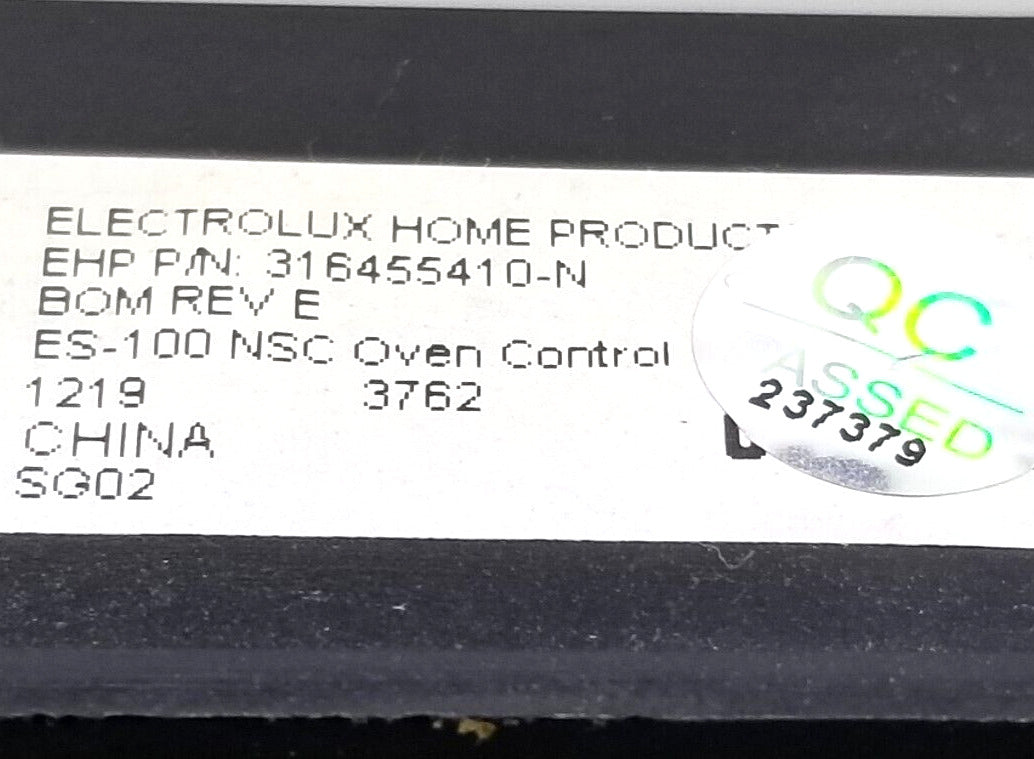 ELECTROLUX HOME PRODUCT
EHP P/N: 316455410-N
BOM REV E
ES-100 NSC Oven Control
1219 3762
CHINA
SG02
QC
ASSED
237379